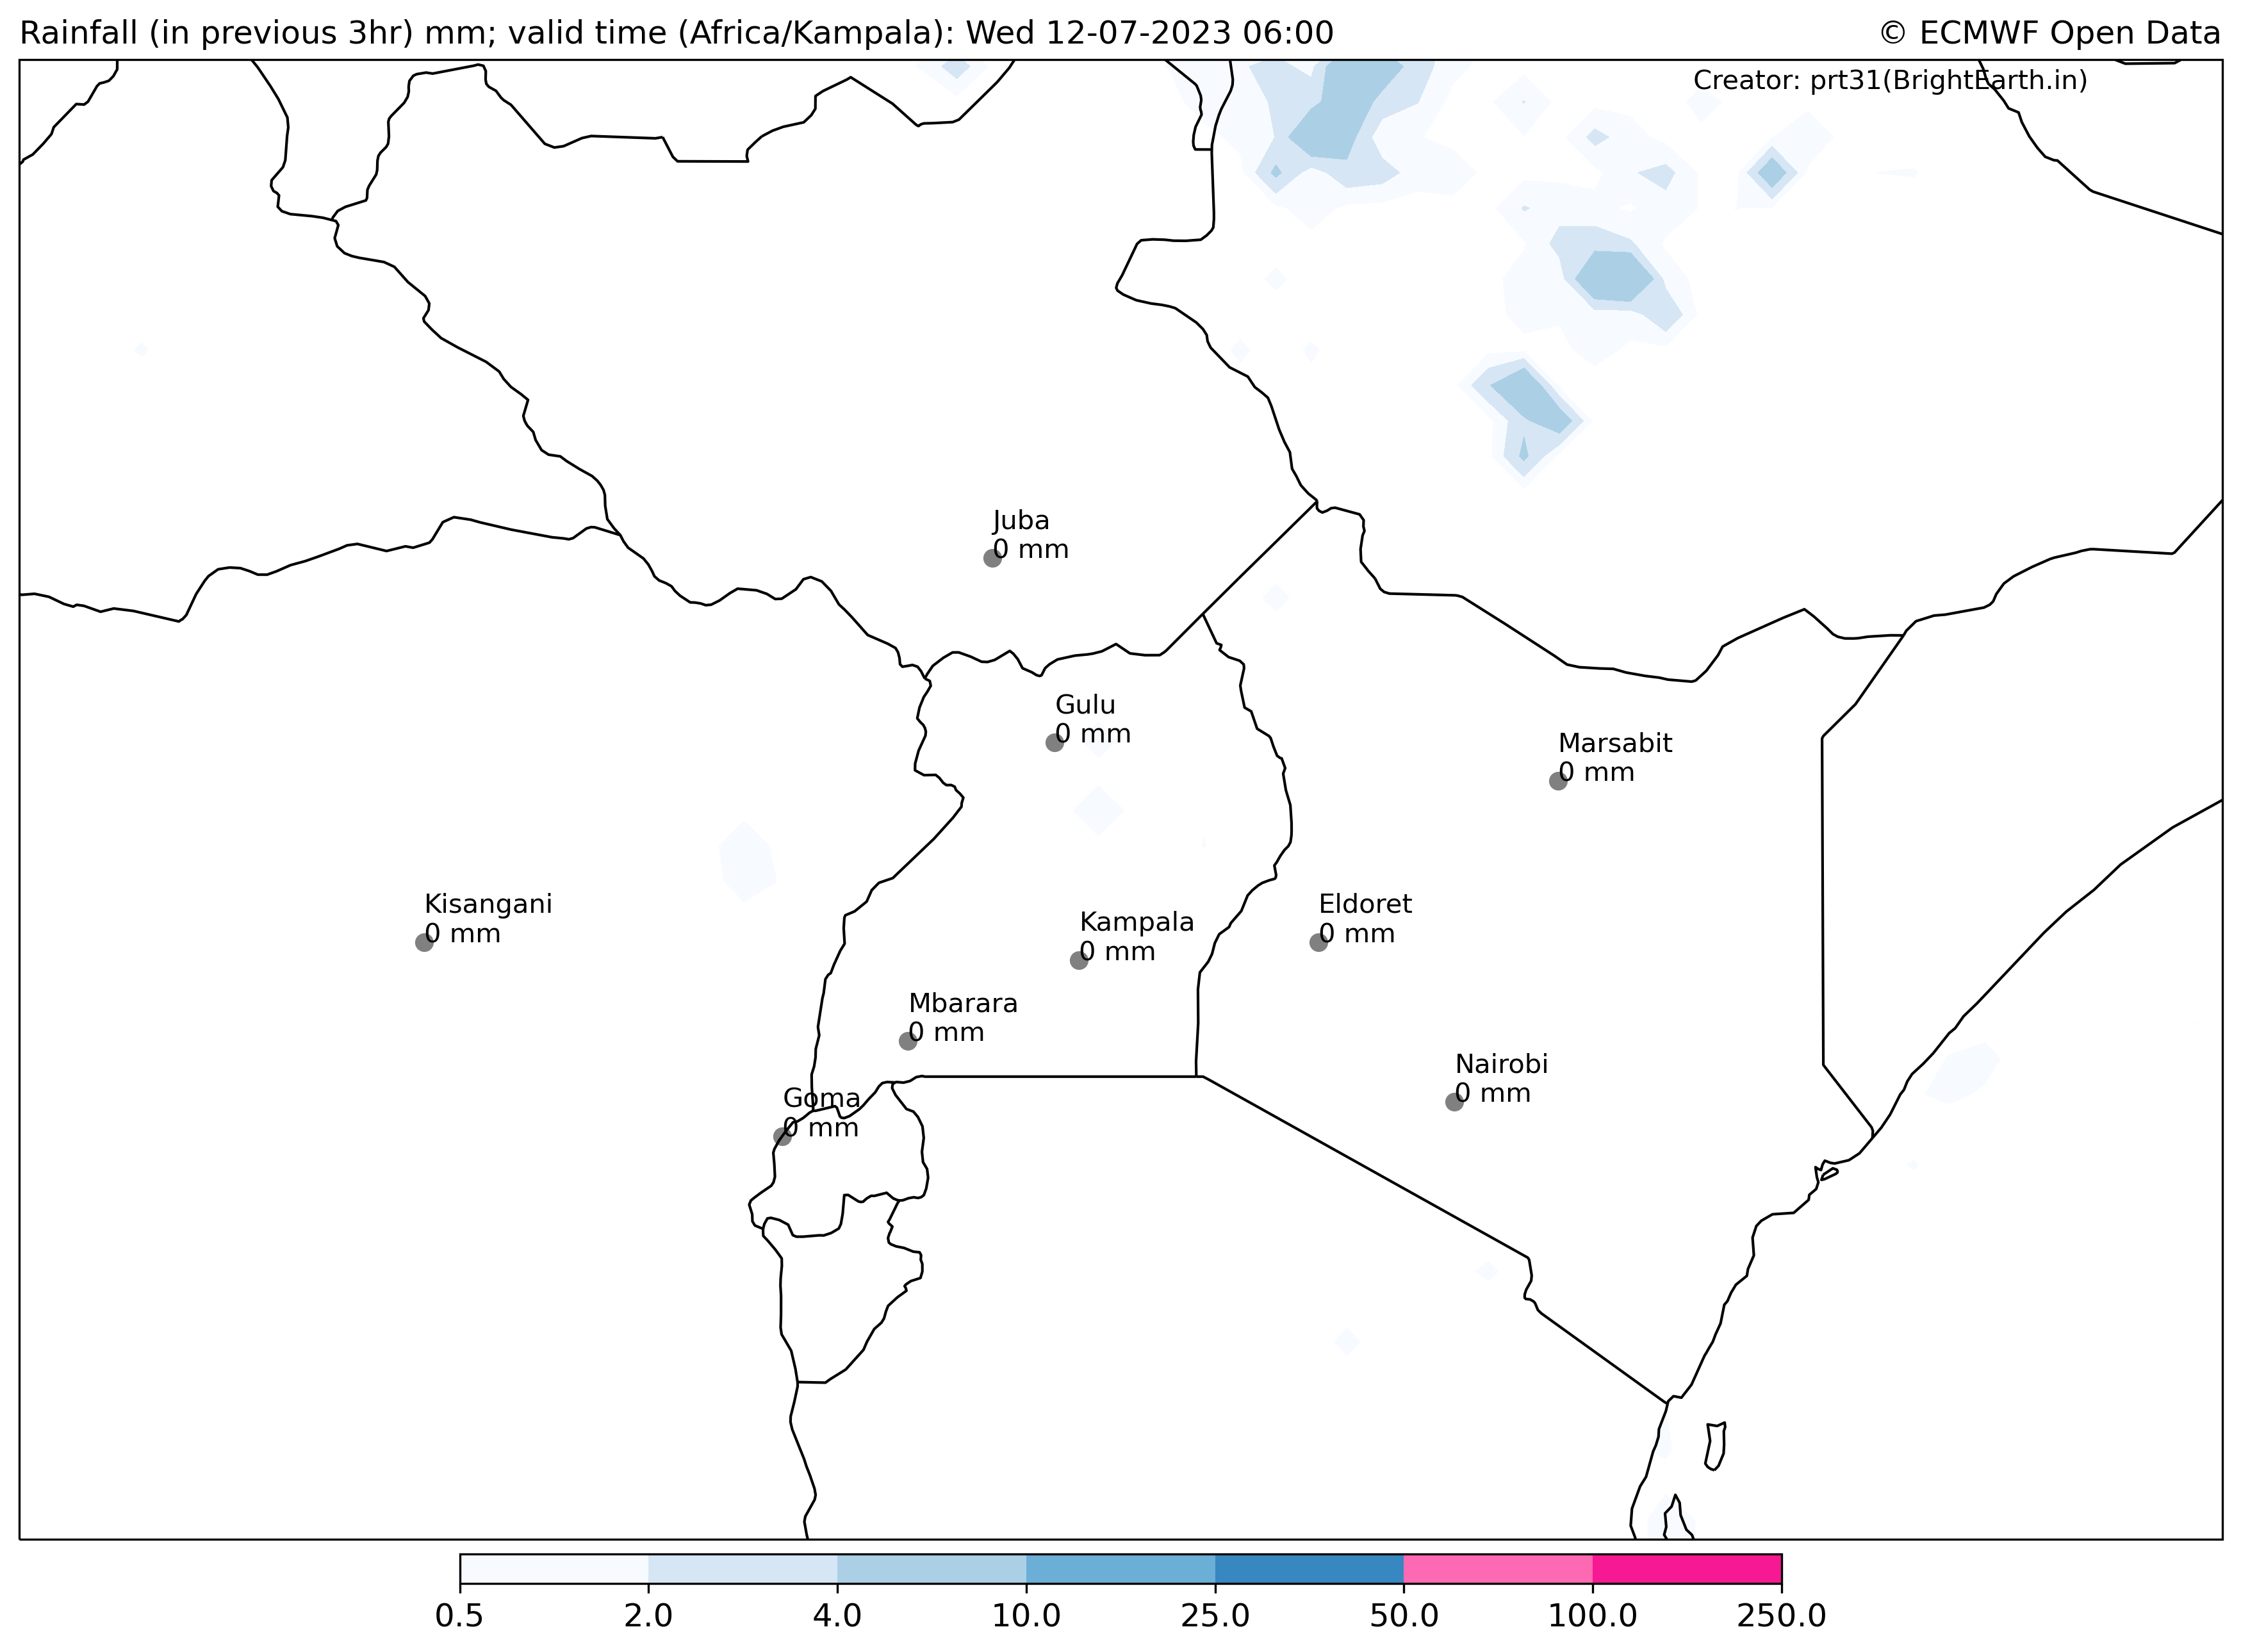 Rainfall (in previous 3hr) mm; valid time (Africa/Kampala): Wed 12-07-2023 06:00
© ECMWF Open Data
Creator: prt31(BrightEarth.in)
Juba
0 mm
Gulu
0 mm
Marsabit
0 mm
Kisangani
0 mm
Kampala
0 mm
Eldoret
0 mm
Mbarara
0 mm
Nairobi
0 mm
Goma
0 mm
0.5 2.0 4.0 10.0 25.0 50.0 100.0 250.0